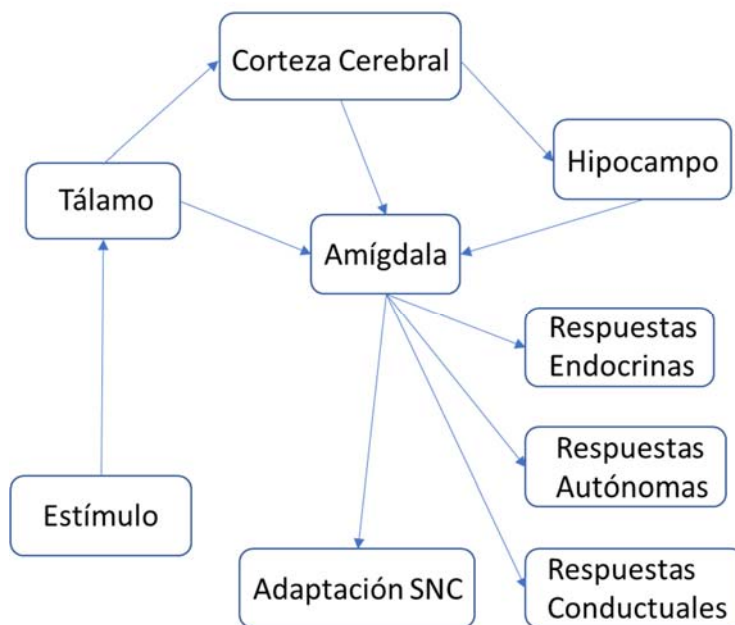 Corteza Cerebral
Hipocampo
Tálamo
Amígdala
Respuestas
Endocrinas
Respuestas
Autónomas
Estímulo
Adaptación SNC
Respuestas
Conductuales